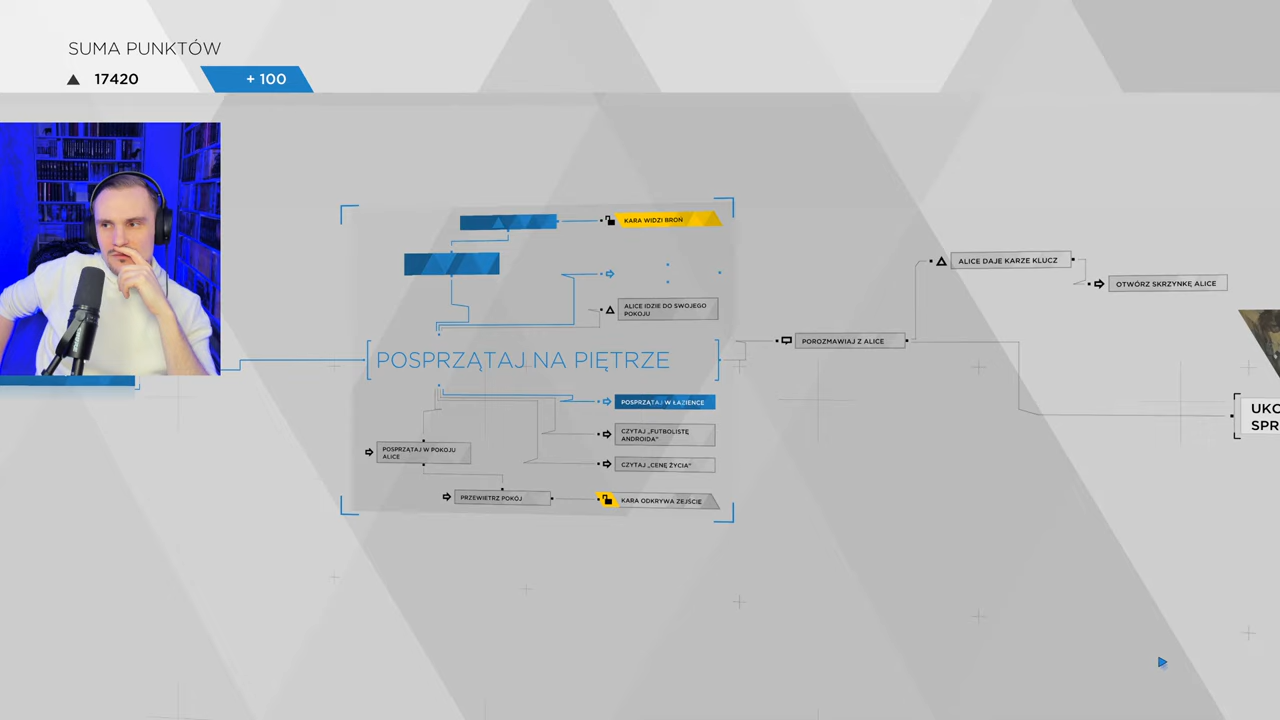 SUMA PUNKTÓW
17420
+ 100
KARA WIDZI BROŃ
ALICE IDZIE DO SWOJEGO
POKOJU
POSPRZĄTAJ NA PIĘTRZE
POSPRZĄTAJ W ŁAZIENCE
CZYTAJ „FUTBOLISTĘ
ANDROIDA”
CZYTAJ „CENĘ ŻYCIA”
POSPRZĄTAJ W POKOJU
ALICE
PRZEWIETRZ POKÓJ
KARA ODKRYWA ZEJŚCIE
POROZMAWIAJ Z ALICE
ALICE DAJE KARZE KLUCZ
OTWÓRZ SKRZYNKĘ ALICE
UKO
SPR